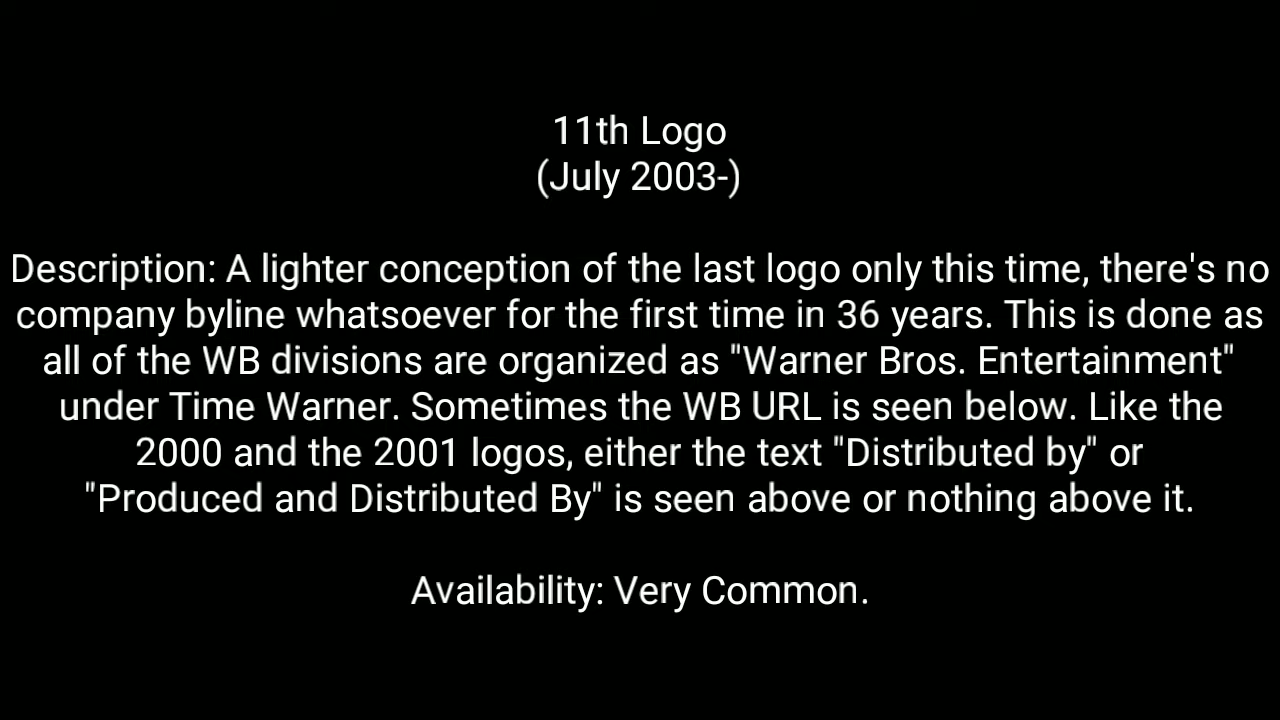 11th Logo
(July 2003-)
Description: A lighter conception of the last logo only this time, there's no
company byline whatsoever for the first time in 36 years. This is done as
all of the WB divisions are organized as "Warner Bros. Entertainment"
under Time Warner. Sometimes the WB URL is seen below. Like the
2000 and the 2001 logos, either the text "Distributed by" or
"Produced and Distributed By" is seen above or nothing above it.
Availability: Very Common.